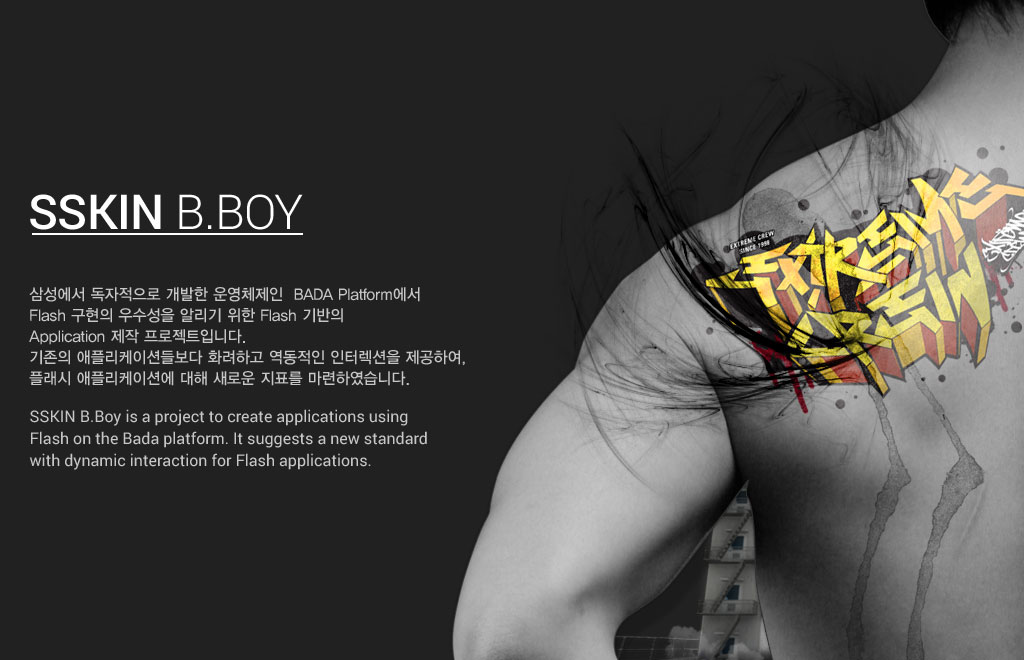 SSKIN B.BOY
삼성에서 독자적으로 개발한 운영체제인 BADA Platform에서
Flash 구현의 우수성을 알리기 위한 Flash 기반의
Application 제작 프로젝트입니다.
기존의 애플리케이션들보다 화려하고 역동적인 인터렉션을 제공하여,
플래시 애플리케이션에 대해 새로운 지표를 마련하였습니다.
SSKIN B.Boy is a project to create applications using
Flash on the Bada platform. It suggests a new standard
with dynamic interaction for Flash applications.
EXTREME CREW
SINCE 1998
EXTREME